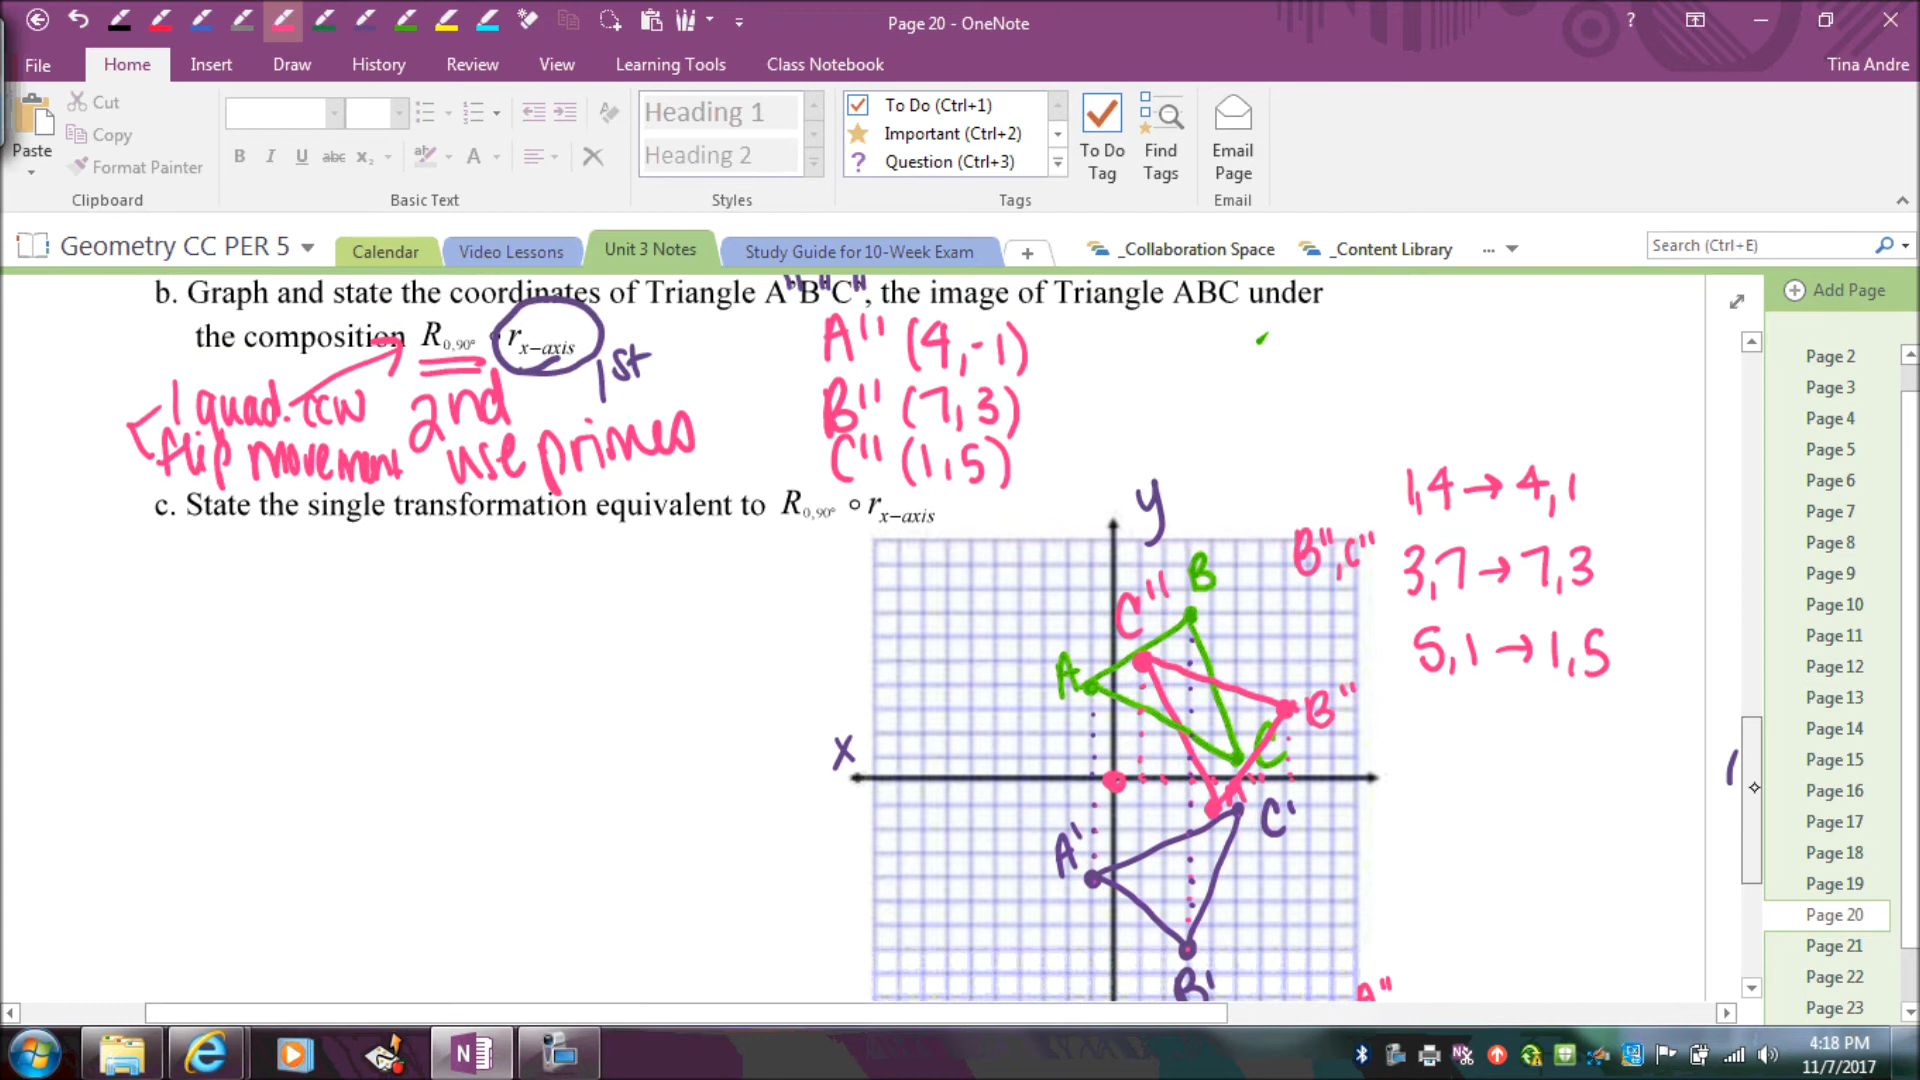 Page 20 - OneNote
?
File
Home
Insert
Draw
History
Review
View
Learning Tools
Class Notebook
Tina Andre
Paste
Cut
Copy
Format Painter
Clipboard
B I U abc x₂ A
Basic Text
Heading 1
Heading 2
Styles
To Do (Ctrl+1)
Important (Ctrl+2)
Question (Ctrl+3)
Tags
To Do Tag
Find Tags
Email Page
Email
Geometry CC PER 5
Calendar
Video Lessons
Unit 3 Notes
Study Guide for 10-Week Exam
_Collaboration Space
_Content Library
...
Search (Ctrl+E)
b. Graph and state the coordinates of Triangle A"B"C", the image of Triangle ABC under
the composition R₀,₉₀° ∘ r x-axis
1st
1 quad. CCW
flip movement
2nd
use primes
A'' (4,-1)
B'' (7,3)
C'' (1,5)
c. State the single transformation equivalent to R₀,₉₀° ∘ r x-axis
y
B'', C''
1,4 → 4,1
3,7 → 7,3
5,1 → 1,5
B
C''
A
B''
C
x
A''
C'
A'
B'
A''
Add Page
Page 2
Page 3
Page 4
Page 5
Page 6
Page 7
Page 8
Page 9
Page 10
Page 11
Page 12
Page 13
Page 14
Page 15
Page 16
Page 17
Page 18
Page 19
Page 20
Page 21
Page 22
Page 23
4:18 PM
11/7/2017